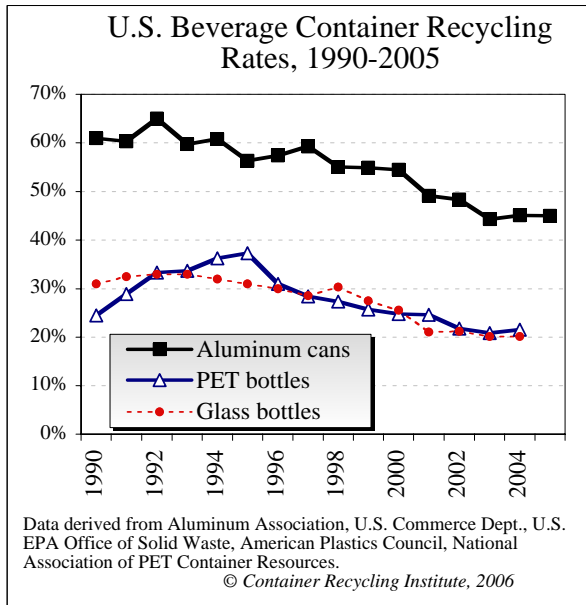 U.S. Beverage Container Recycling
Rates, 1990-2005
70%
60%
50%
40%
30%
20%
10%
0%
Aluminum cans
PET bottles
Glass bottles
1990
1992
1994
1996
1998
2000
2002
2004
Data derived from Aluminum Association, U.S. Commerce Dept., U.S.
EPA Office of Solid Waste, American Plastics Council, National
Association of PET Container Resources.
© Container Recycling Institute, 2006